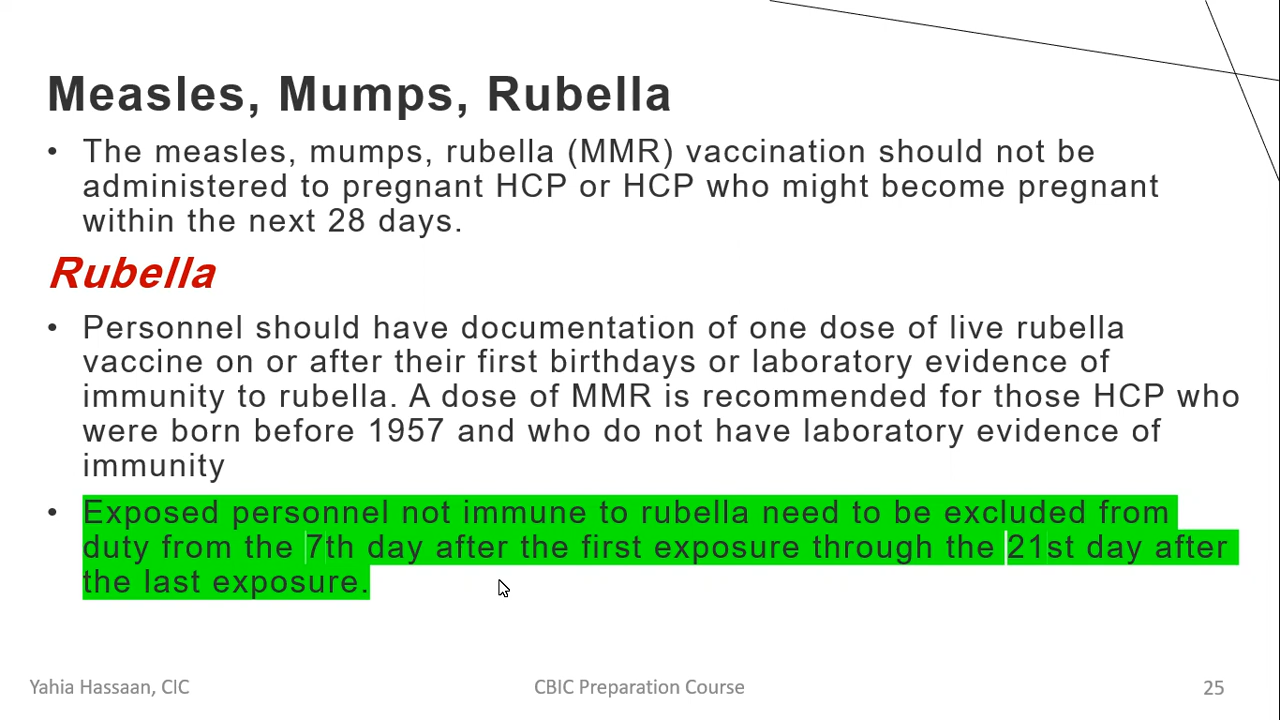 Measles, Mumps, Rubella
• The measles, mumps, rubella (MMR) vaccination should not be
administered to pregnant HCP or HCP who might become pregnant
within the next 28 days.
Rubella
• Personnel should have documentation of one dose of live rubella
vaccine on or after their first birthdays or laboratory evidence of
immunity to rubella. A dose of MMR is recommended for those HCP who
were born before 1957 and who do not have laboratory evidence of
immunity
• Exposed personnel not immune to rubella need to be excluded from
duty from the 7th day after the first exposure through the 21st day after
the last exposure.
Yahia Hassaan, CIC
CBIC Preparation Course
25